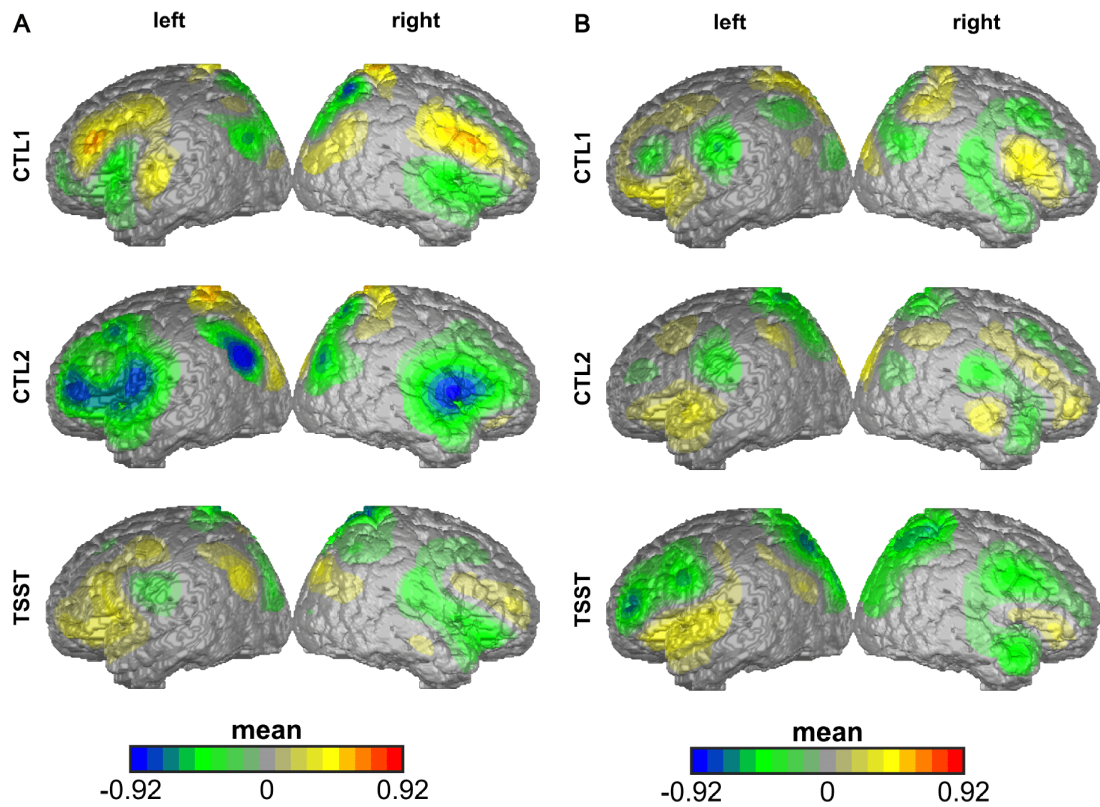 A left right B left right
CTL1 CTL1
CTL2 CTL2
TSST TSST
mean mean
-0.92 0 0.92 -0.92 0 0.92